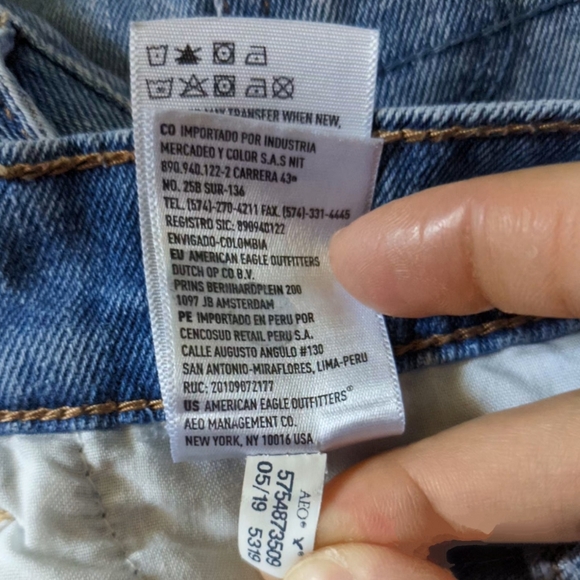 MAY TRANSFER WHEN NEW,
CO IMPORTADO POR INDUSTRIA
MERCADEO Y COLOR S.A.S NIT
890.940.122-2 CARRERA 43ª
NO. 25B SUR-136
TEL. (574)-270-4211 FAX. (574)-331-4445
REGISTRO SIC: 890940122
ENVIGADO-COLOMBIA
EU AMERICAN EAGLE OUTFITTERS
DUTCH OP CO B.V.
PRINS BERNHARDPLEIN 200
1097 JB AMSTERDAM
PE IMPORTADO EN PERU POR
CENCOSUD RETAIL PERU S.A.
CALLE AUGUSTO ANGULO #130
SAN ANTONIO-MIRAFLORES, LIMA-PERU
RUC: 20109072177
US AMERICAN EAGLE OUTFITTERS®
AEO MANAGEMENT CO.
NEW YORK, NY 10016 USA
AEO®
5754873509
05/19 5319